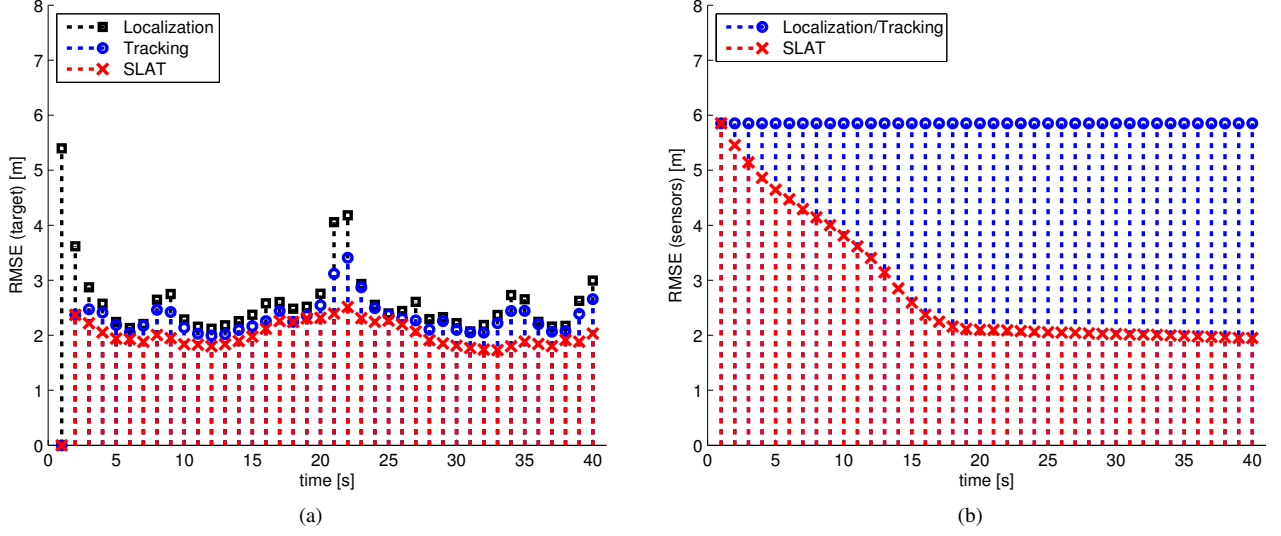 8
7
6
5
4
3
2
1
0
RMSE (target) [m]
Localization
Tracking
SLAT
0 5 10 15 20 25 30 35 40
time [s]
(a)
8
7
6
5
4
3
2
1
0
RMSE (sensors) [m]
Localization/Tracking
SLAT
0 5 10 15 20 25 30 35 40
time [s]
(b)